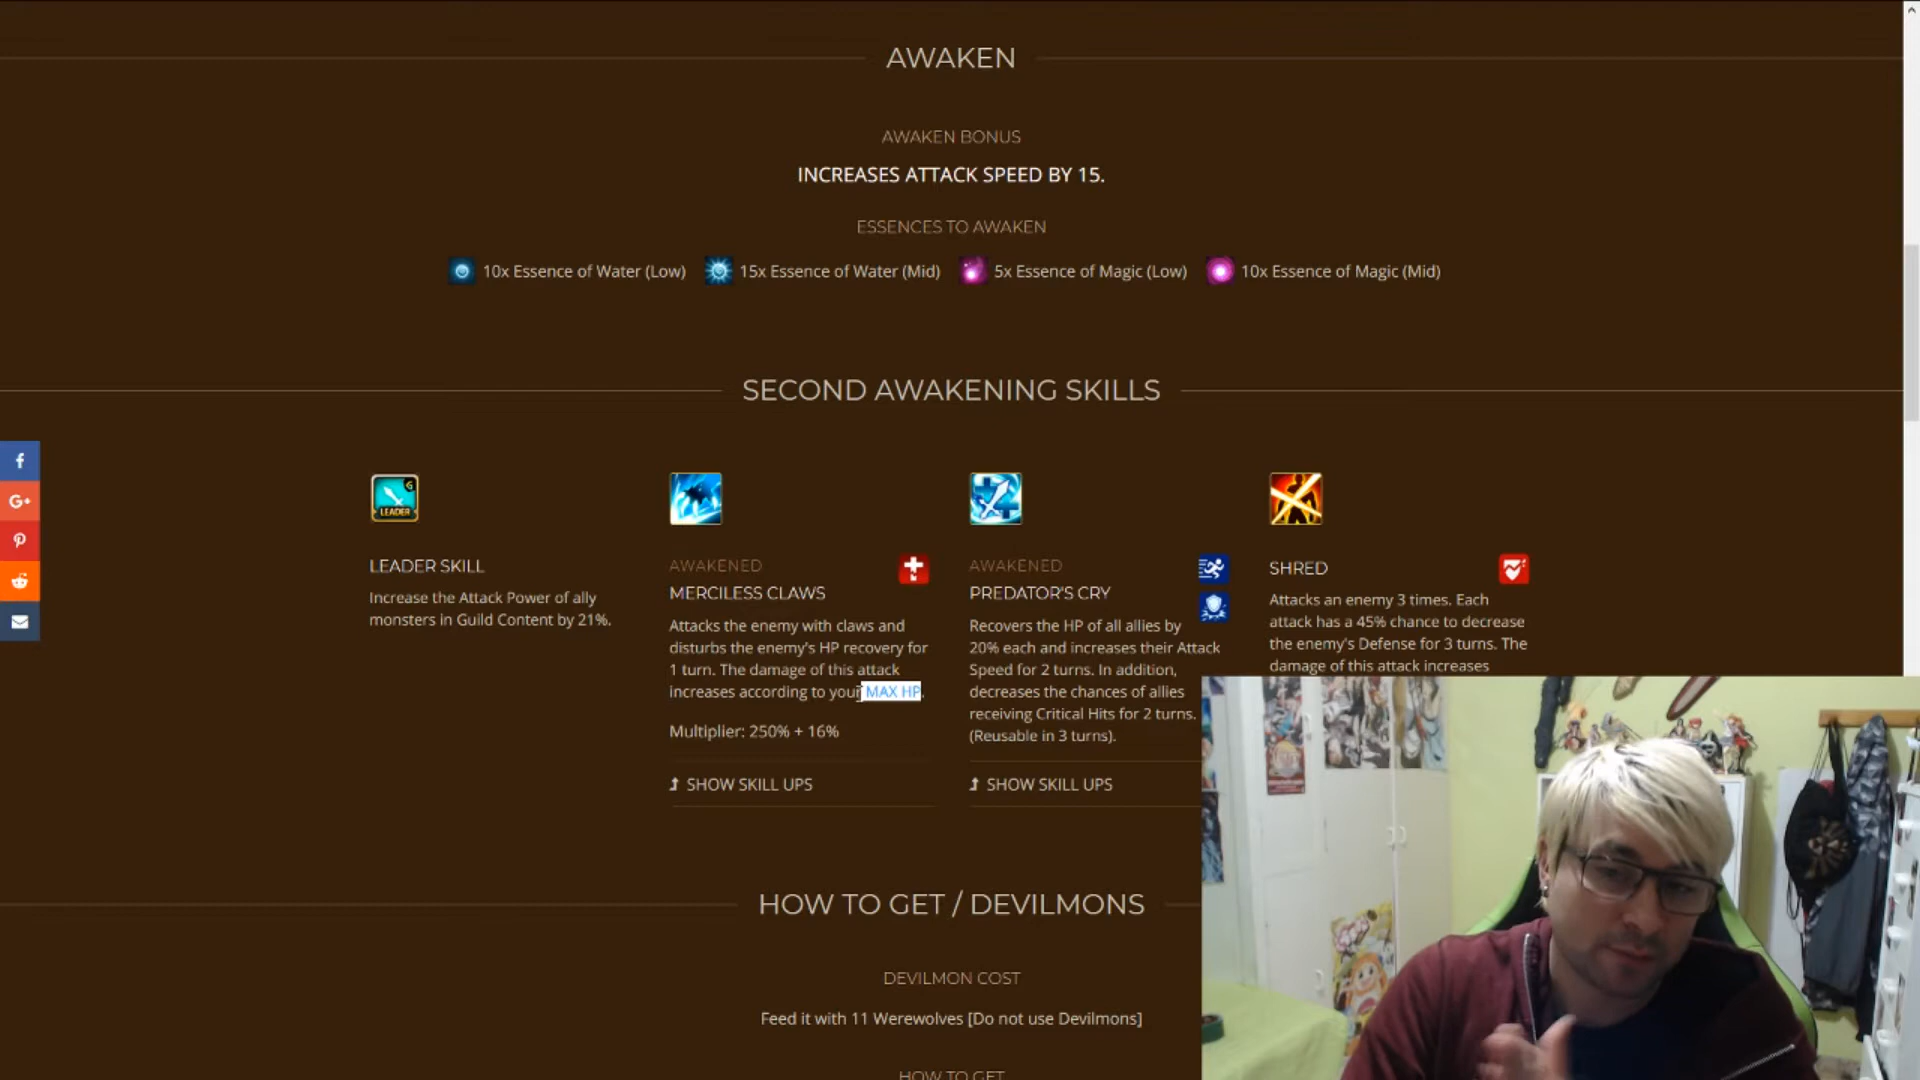 AWAKEN
AWAKEN BONUS
INCREASES ATTACK SPEED BY 15.
ESSENCES TO AWAKEN
10x Essence of Water (Low) 15x Essence of Water (Mid) 5x Essence of Magic (Low) 10x Essence of Magic (Mid)
SECOND AWAKENING SKILLS
LEADER
LEADER SKILL
Increase the Attack Power of ally
monsters in Guild Content by 21%.
AWAKENED
MERCILESS CLAWS
Attacks the enemy with claws and
disturbs the enemy's HP recovery for
1 turn. The damage of this attack
increases according to your MAX HP.
Multiplier: 250% + 16%
SHOW SKILL UPS
AWAKENED
PREDATOR'S CRY
Recovers the HP of all allies by
20% each and increases their Attack
Speed for 2 turns. In addition,
decreases the chances of allies
receiving Critical Hits for 2 turns.
(Reusable in 3 turns).
SHOW SKILL UPS
SHRED
Attacks an enemy 3 times. Each
attack has a 45% chance to decrease
the enemy's Defense for 3 turns. The
damage of this attack increases
HOW TO GET / DEVILMONS
DEVILMON COST
Feed it with 11 Werewolves [Do not use Devilmons]
HOW TO GET